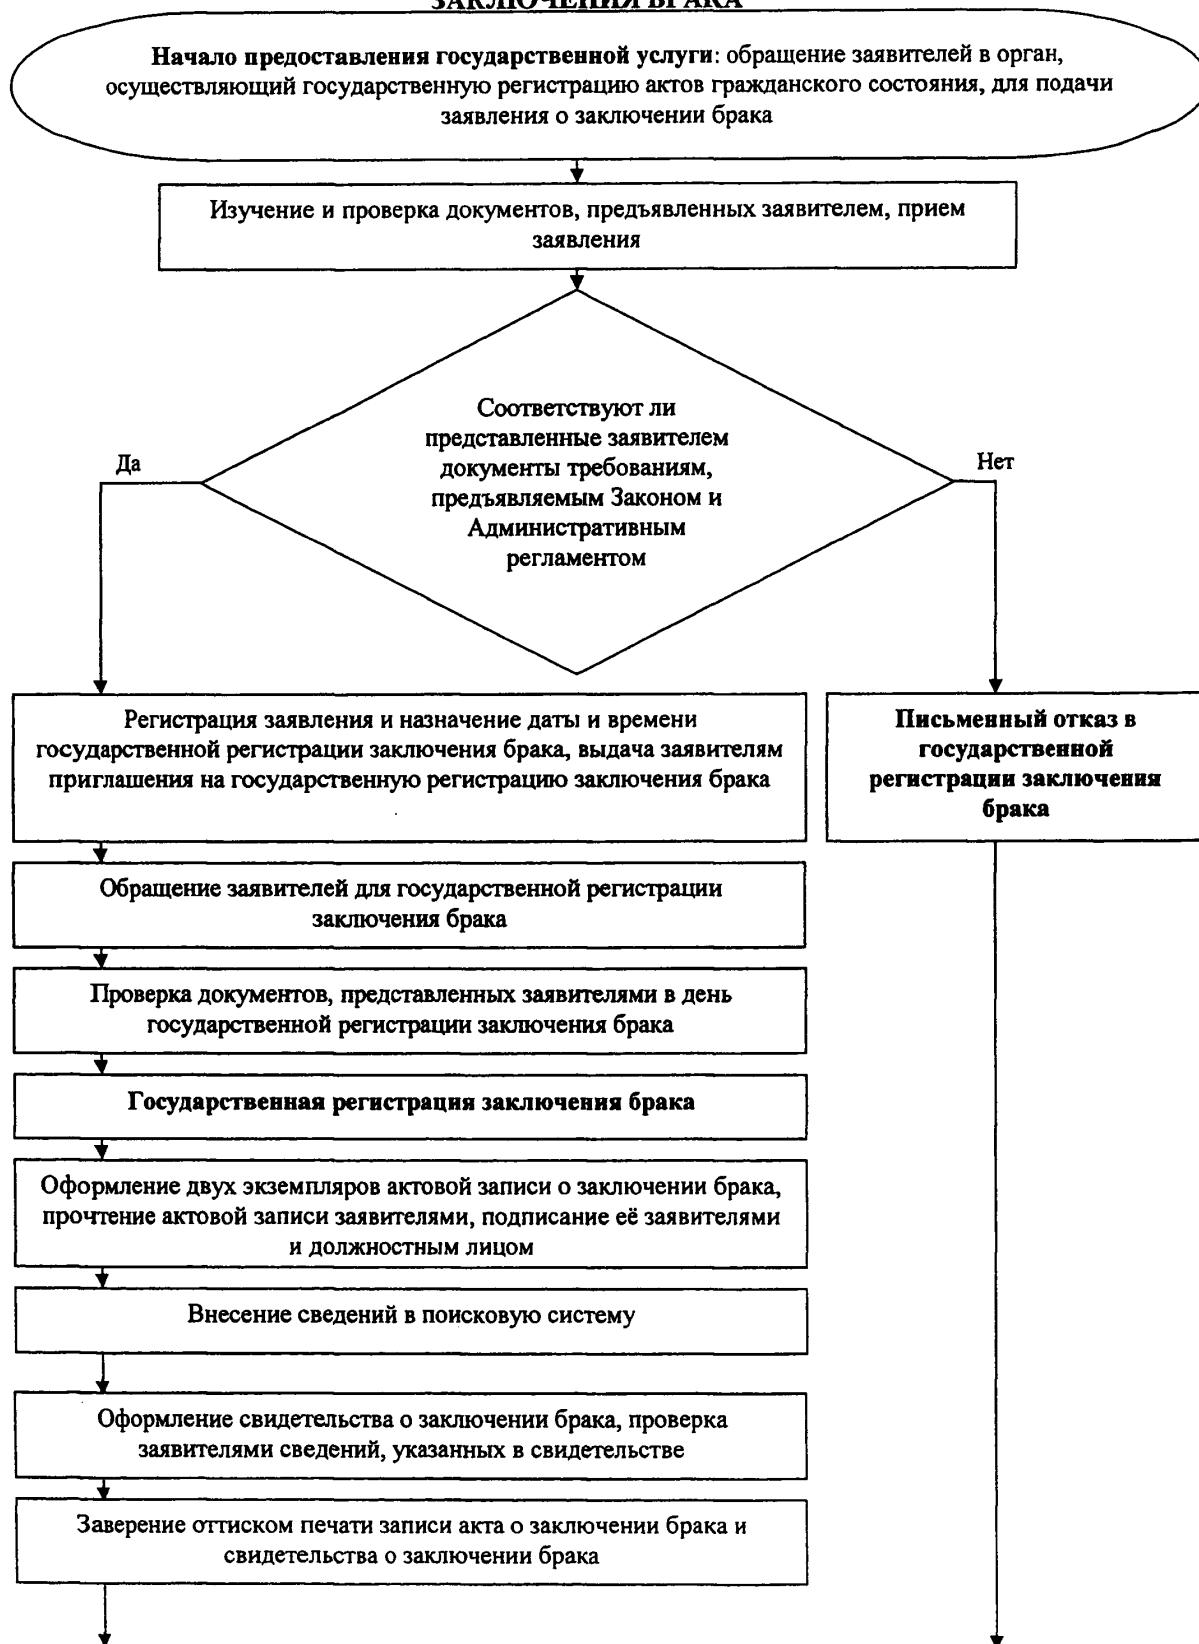 ЗАКЛЮЧЕНИЯ БРАКА
Начало предоставления государственной услуги: обращение заявителей в орган,
осуществляющий государственную регистрацию актов гражданского состояния, для подачи
заявления о заключении брака
Изучение и проверка документов, предъявленных заявителем, прием
заявления
Соответствуют ли
представленные заявителем
документы требованиям,
предъявляемым Законом и
Административным
регламентом
Да
Нет
Регистрация заявления и назначение даты и времени
государственной регистрации заключения брака, выдача заявителям
приглашения на государственную регистрацию заключения брака
Письменный отказ в
государственной
регистрации заключения
брака
Обращение заявителей для государственной регистрации
заключения брака
Проверка документов, представленных заявителями в день
государственной регистрации заключения брака
Государственная регистрация заключения брака
Оформление двух экземпляров актовой записи о заключении брака,
прочтение актовой записи заявителями, подписание её заявителями
и должностным лицом
Внесение сведений в поисковую систему
Оформление свидетельства о заключении брака, проверка
заявителями сведений, указанных в свидетельстве
Заверение оттиском печати записи акта о заключении брака и
свидетельства о заключении брака